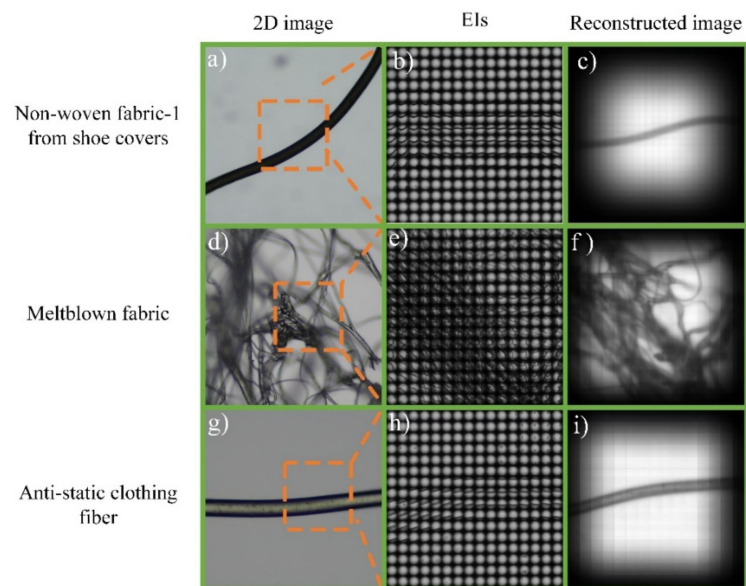 2D image
EIs
Reconstructed image
Non-woven fabric-1
from shoe covers
a)
b)
c)
Meltblown fabric
d)
e)
f)
Anti-static clothing
fiber
g)
h)
i)